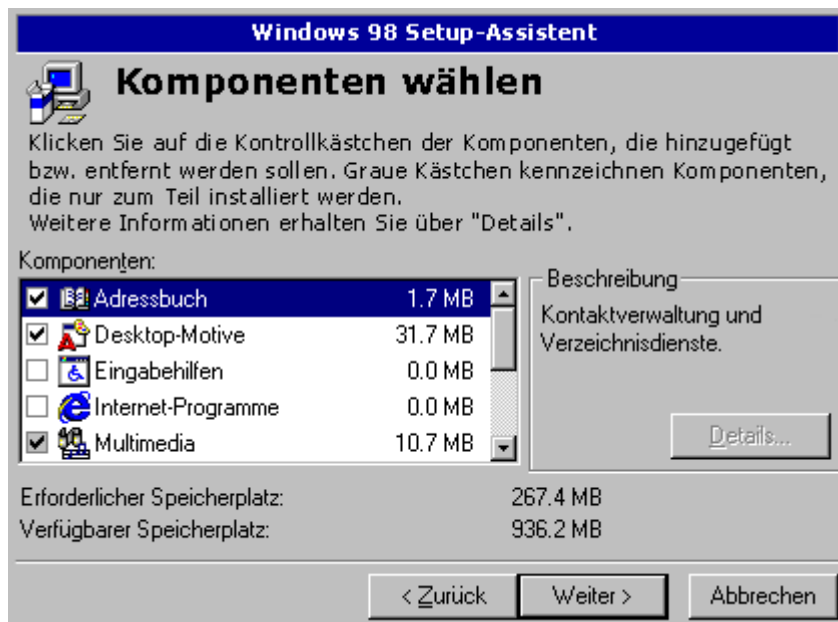 Windows 98 Setup-Assistent
Komponenten wählen
Klicken Sie auf die Kontrollkästchen der Komponenten, die hinzugefügt
bzw. entfernt werden sollen. Graue Kästchen kennzeichnen Komponenten,
die nur zum Teil installiert werden.
Weitere Informationen erhalten Sie über "Details".
Komponenten:
Adressbuch 1.7 MB
Desktop-Motive 31.7 MB
Eingabehilfen 0.0 MB
Internet-Programme 0.0 MB
Multimedia 10.7 MB
Beschreibung
Kontaktverwaltung und
Verzeichnisdienste.
Details...
Erforderlicher Speicherplatz: 267.4 MB
Verfügbarer Speicherplatz: 936.2 MB
< Zurück Weiter > Abbrechen